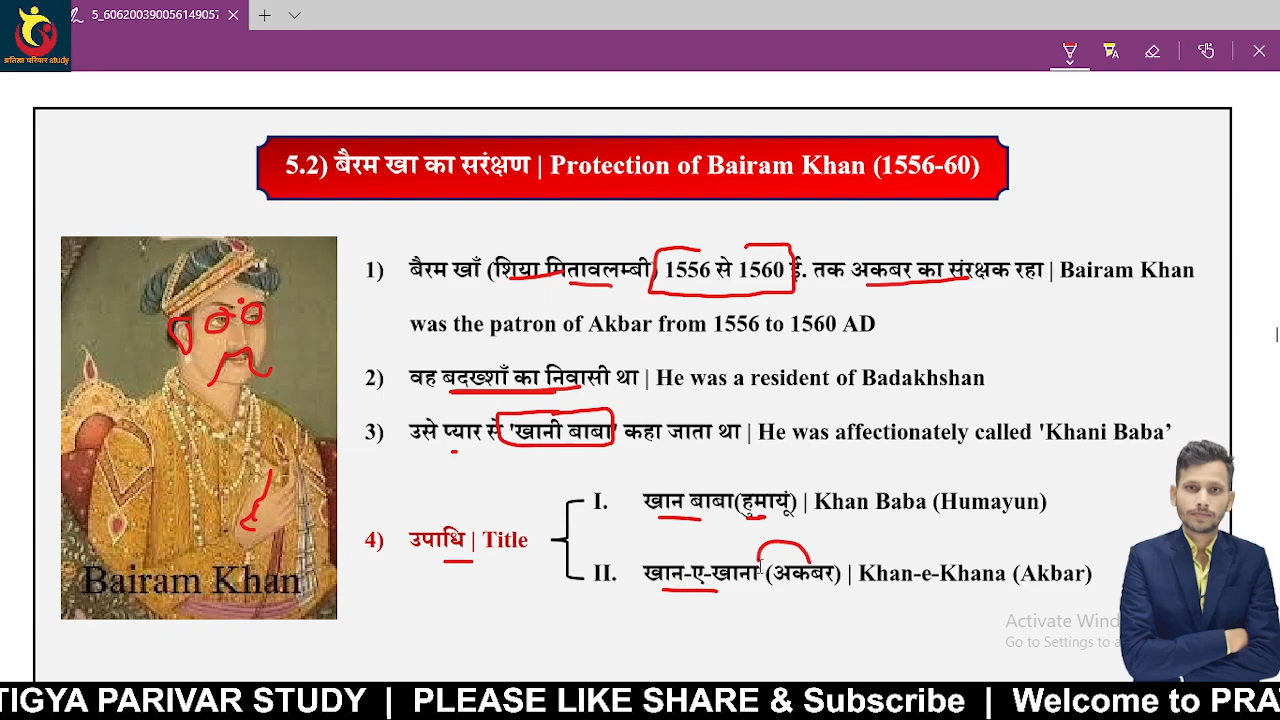 5_606200390056149057
प्रतिज्ञा परिवार study
5.2) बैरम खा का सरंक्षण | Protection of Bairam Khan (1556-60)
1) बैरम खाँ (शिया मितावलम्बी) 1556 से 1560 ई. तक अकबर का संरक्षक रहा | Bairam Khan
was the patron of Akbar from 1556 to 1560 AD
2) वह बदख्शाँ का निवासी था | He was a resident of Badakhshan
3) उसे प्यार से 'खानी बाबा' कहा जाता था | He was affectionately called 'Khani Baba’
I. खान बाबा(हुमायूं) | Khan Baba (Humayun)
4) उपाधि | Title
II. खान-ए-खाना (अकबर) | Khan-e-Khana (Akbar)
Bairam Khan
Activate Wind
Go to Settings to a
TIGYA PARIVAR STUDY | PLEASE LIKE SHARE & Subscribe | Welcome to PRA